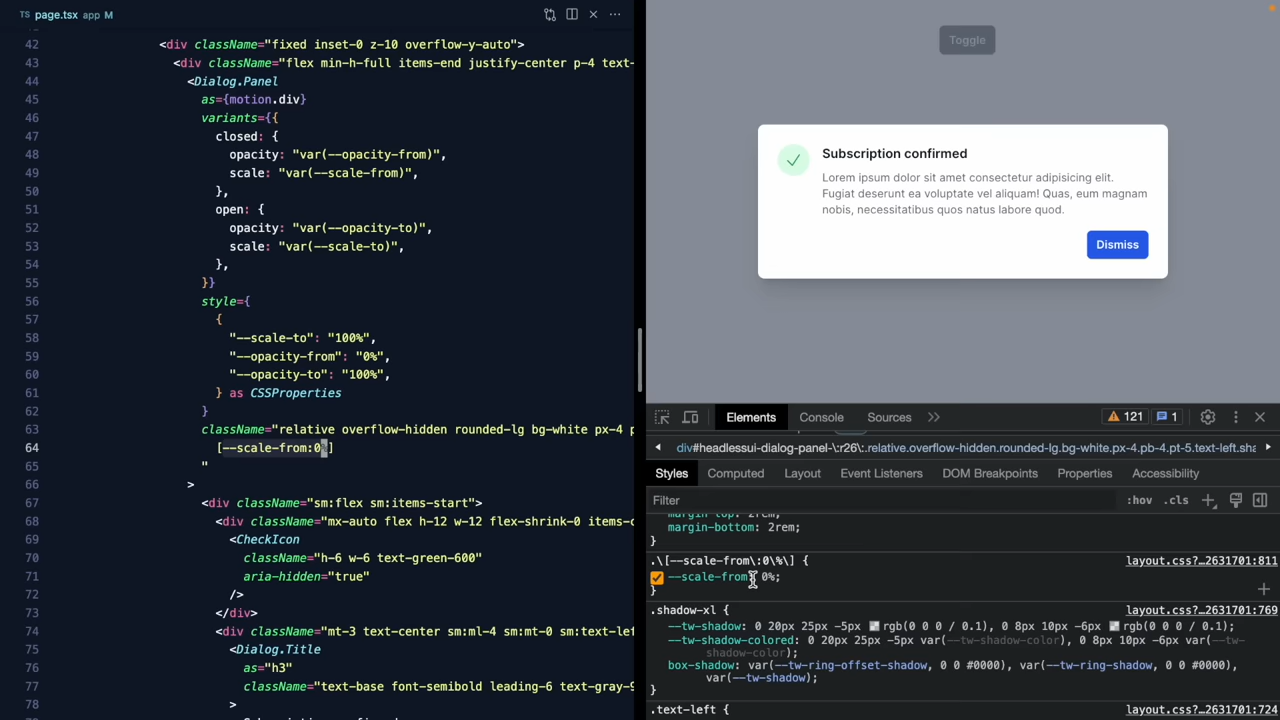 TS page.tsx app M
42 <div className="fixed inset-0 z-10 overflow-y-auto">
43 <div className="flex min-h-full items-end justify-center p-4 text-
44 <Dialog.Panel
45 as={motion.div}
46 variants={{
47 closed: {
48 opacity: "var(--opacity-from)",
49 scale: "var(--scale-from)",
50 },
51 open: {
52 opacity: "var(--opacity-to)",
53 scale: "var(--scale-to)",
54 },
55 }}
56 style={
57 {
58 "--scale-to": "100%",
59 "--opacity-from": "0%",
60 "--opacity-to": "100%",
61 } as CSSProperties
62 }
63 className="relative overflow-hidden rounded-lg bg-white px-4 p
64 [--scale-from:0%]
65 "
66 >
67 <div className="sm:flex sm:items-start">
68 <div className="mx-auto flex h-12 w-12 flex-shrink-0 items-c
69 <CheckIcon
70 className="h-6 w-6 text-green-600"
71 aria-hidden="true"
72 />
73 </div>
74 <div className="mt-3 text-center sm:ml-4 sm:mt-0 sm:text-lef
75 <Dialog.Title
76 as="h3"
77 className="text-base font-semibold leading-6 text-gray-9
78 >
Toggle
Subscription confirmed
Lorem ipsum dolor sit amet consectetur adipisicing elit.
Fugiat deserunt ea voluptate vel aliquam! Quas, eum magnam
nobis, necessitatibus quos natus labore quod.
Dismiss
Elements Console Sources 121 1
div#headlessui-dialog-panel-\:r26\:.relative.overflow-hidden.rounded-lg.bg-white.px-4.pb-4.pt-5.text-left.sha
Styles Computed Layout Event Listeners DOM Breakpoints Properties Accessibility
Filter :hov .cls
margin-top: 2rem;
margin-bottom: 2rem;
}
.\[--scale-from\:0\%\] { layout.css?…2631701:811
--scale-from: 0%;
}
.shadow-xl { layout.css?…2631701:769
--tw-shadow: 0 20px 25px -5px rgb(0 0 0 / 0.1), 0 8px 10px -6px rgb(0 0 0 / 0.1);
--tw-shadow-colored: 0 20px 25px -5px var(--tw-shadow-color), 0 8px 10px -6px var(--tw-
shadow-color);
box-shadow: var(--tw-ring-offset-shadow, 0 0 #0000), var(--tw-ring-shadow, 0 0 #0000),
var(--tw-shadow);
}
.text-left { layout.css?…2631701:724